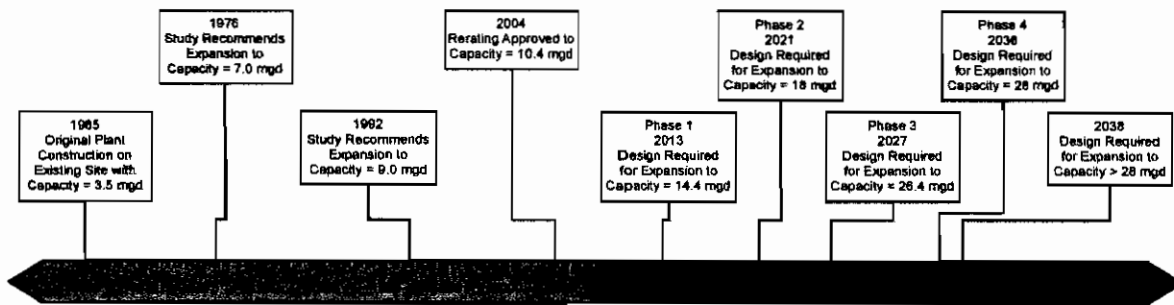 1965
Original Plant
Construction on
Existing Site with
Capacity = 3.5 mgd
1976
Study Recommends
Expansion to
Capacity = 7.0 mgd
1992
Study Recommends
Expansion to
Capacity = 9.0 mgd
2004
Rerating Approved to
Capacity = 10.4 mgd
Phase 1
2013
Design Required
for Expansion to
Capacity = 14.4 mgd
Phase 2
2021
Design Required
for Expansion to
Capacity = 18 mgd
Phase 3
2027
Design Required
for Expansion to
Capacity = 26.4 mgd
Phase 4
2036
Design Required
for Expansion to
Capacity = 28 mgd
2038
Design Required
for Expansion to
Capacity > 28 mgd